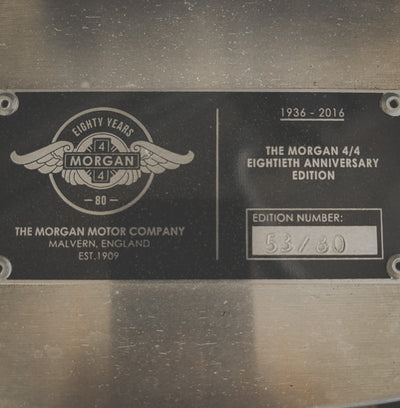 EIGHTY YEARS
4
MORGAN
4
80
THE MORGAN MOTOR COMPANY
MALVERN, ENGLAND
EST.1909
1936 - 2016
THE MORGAN 4/4
EIGHTIETH ANNIVERSARY
EDITION
EDITION NUMBER:
53/80